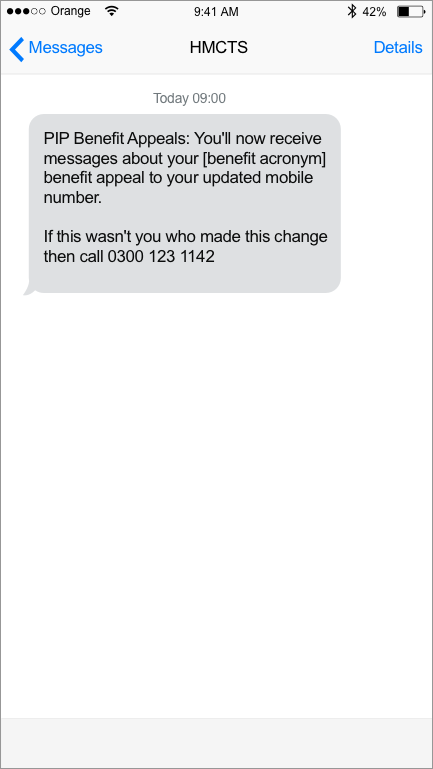 Orange 9:41 AM 42%
Messages HMCTS Details
Today 09:00
PIP Benefit Appeals: You'll now receive
messages about your [benefit acronym]
benefit appeal to your updated mobile
number.
If this wasn't you who made this change
then call 0300 123 1142